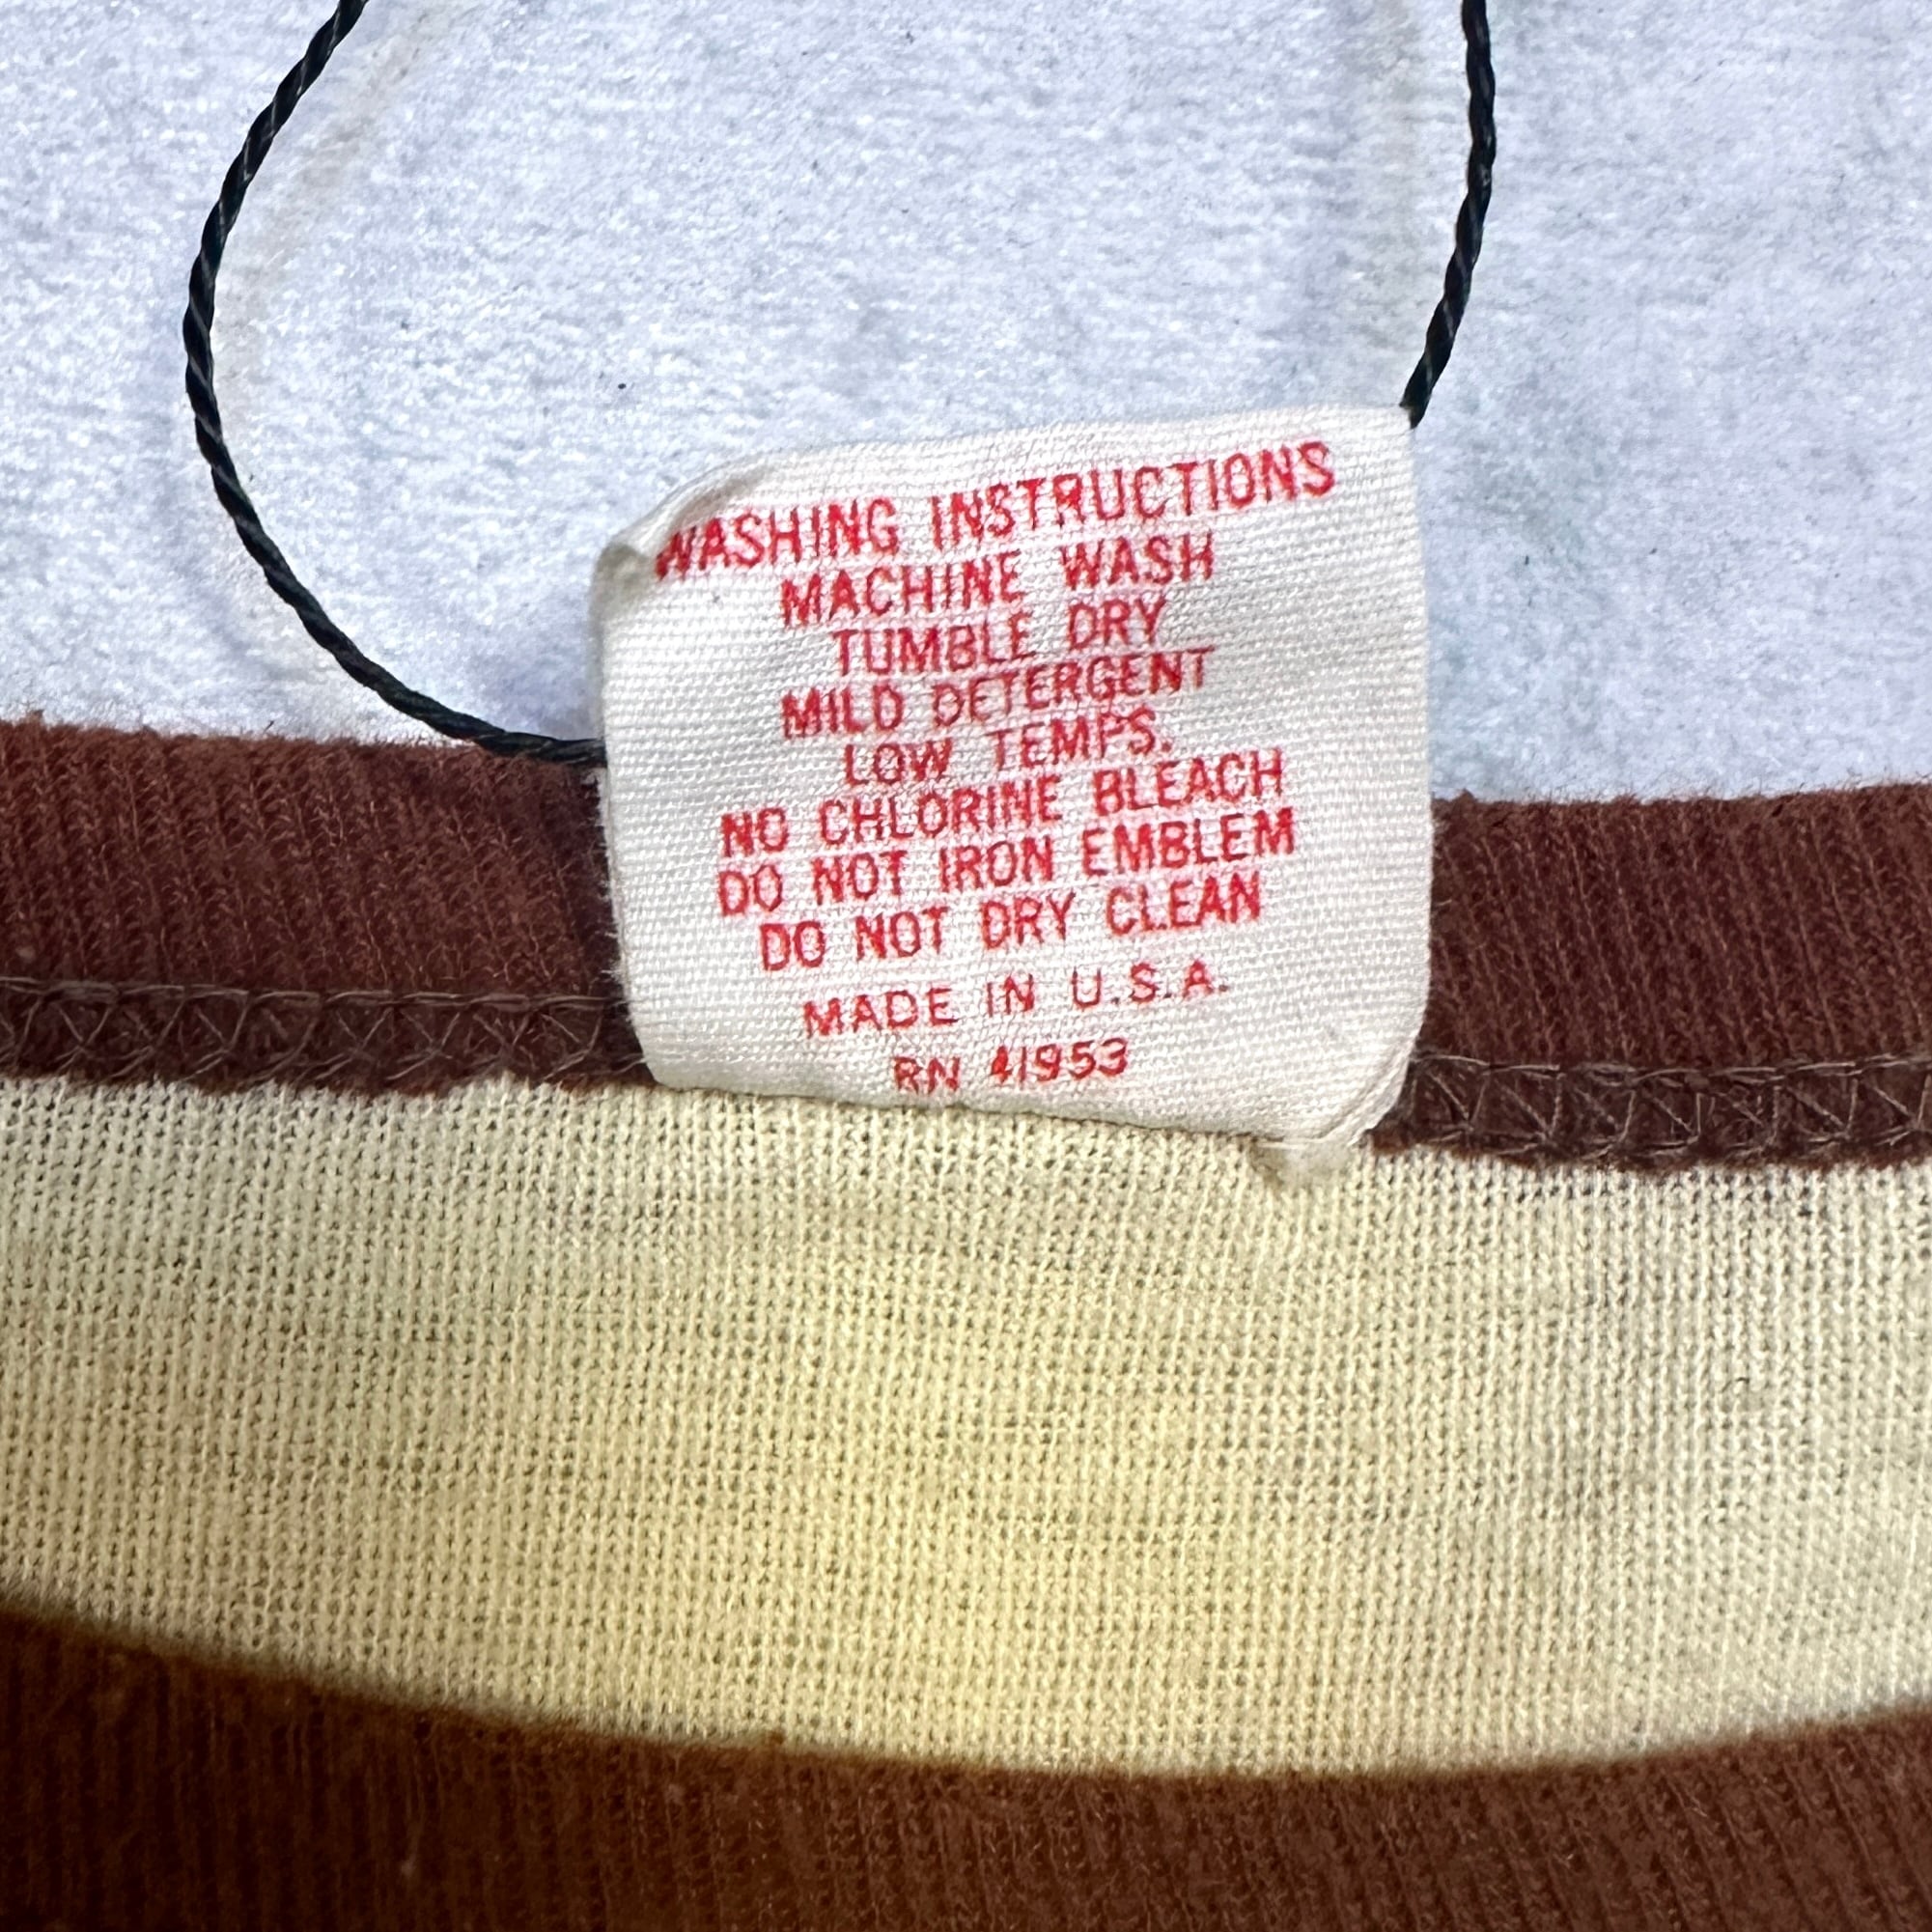 WASHING INSTRUCTIONS
MACHINE WASH
TUMBLE DRY
MILD DETERGENT
LOW TEMPS.
NO CHLORINE BLEACH
DO NOT IRON EMBLEM
DO NOT DRY CLEAN
MADE IN U.S.A.
RN 41953